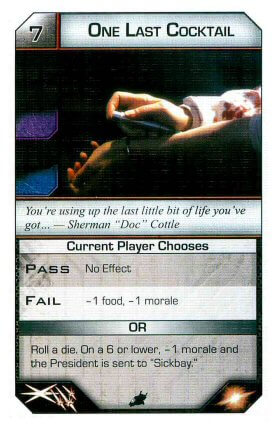 7
ONE LAST COCKTAIL
You're using up the last little bit of life you've
got... — Sherman "Doc" Cottle
Current Player Chooses
PASS No Effect
FAIL -1 food, -1 morale
OR
Roll a die. On a 6 or lower, -1 morale and
the President is sent to "Sickbay."